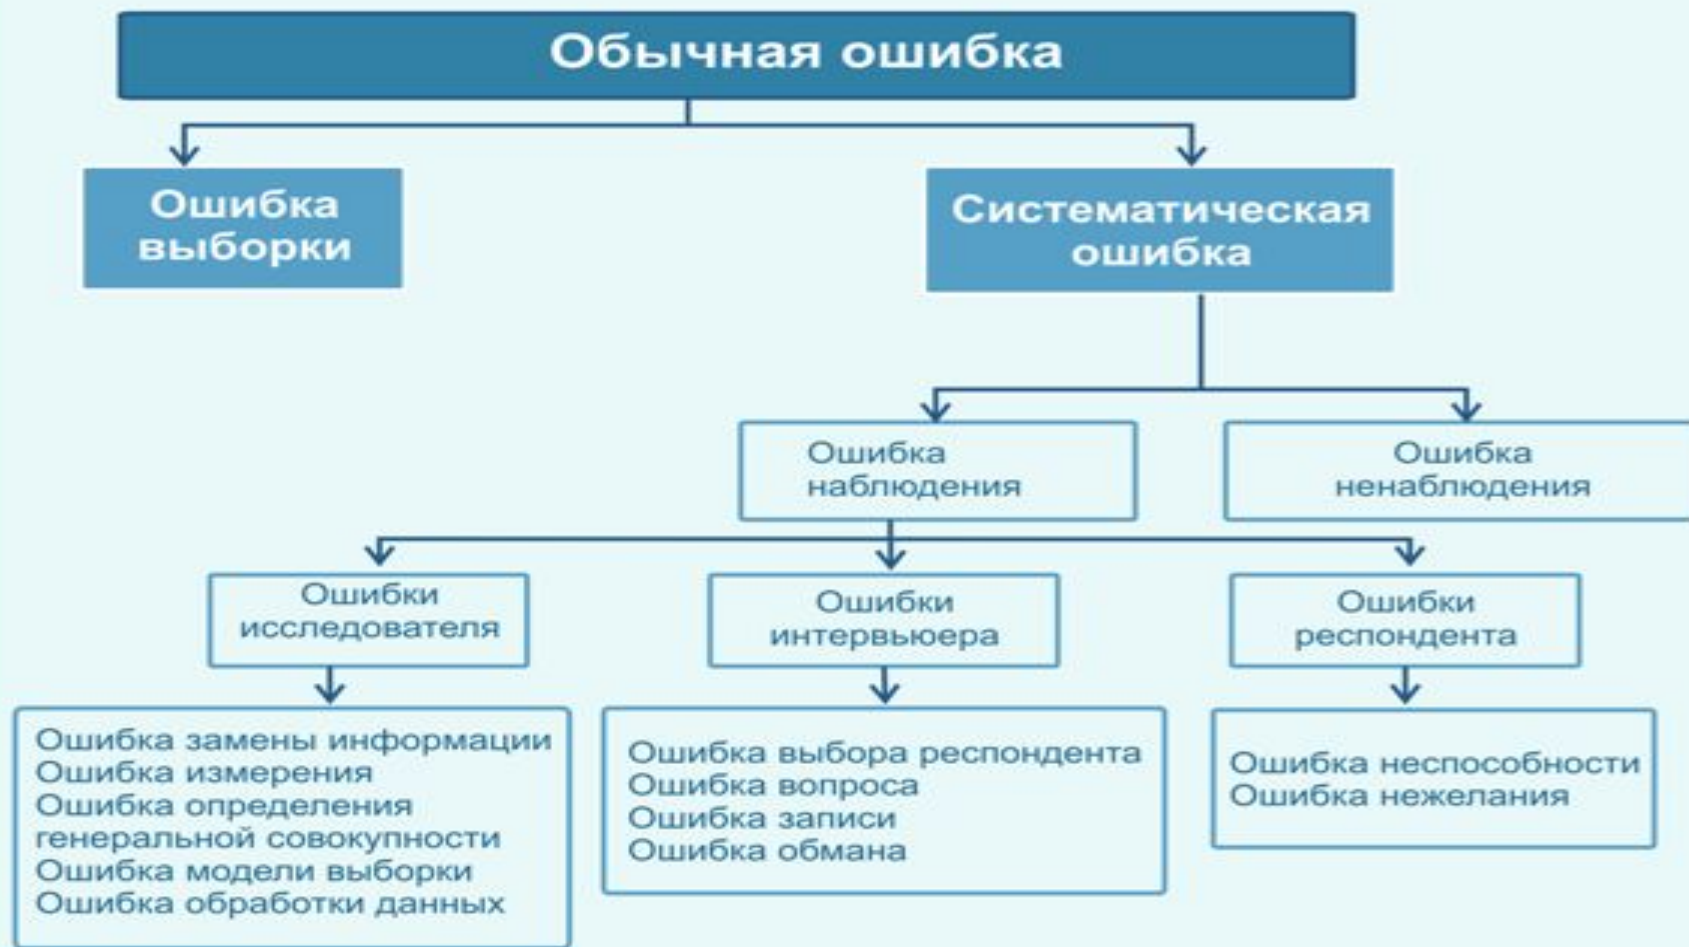 Обычная ошибка
Ошибка
выборки
Систематическая
ошибка
Ошибка
наблюдения
Ошибка
ненаблюдения
Ошибки
исследователя
Ошибки
интервьюера
Ошибки
респондента
Ошибка замены информации
Ошибка измерения
Ошибка определения
генеральной совокупности
Ошибка модели выборки
Ошибка обработки данных
Ошибка выбора респондента
Ошибка вопроса
Ошибка записи
Ошибка обмана
Ошибка неспособности
Ошибка нежелания